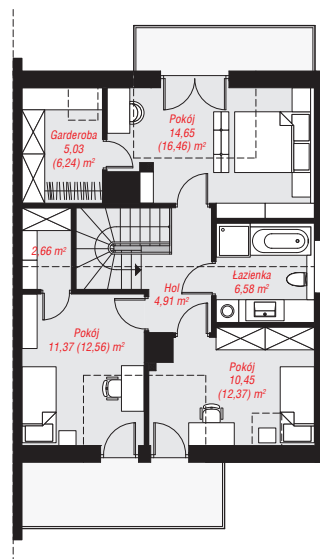 Pokój
14,65
(16,46) m²
Garderoba
5,03
(6,24) m²
2,66 m²
Łazienka
6,58 m²
Hol
4,91 m²
Pokój
11,37 (12,56) m²
Pokój
10,45
(12,37) m²